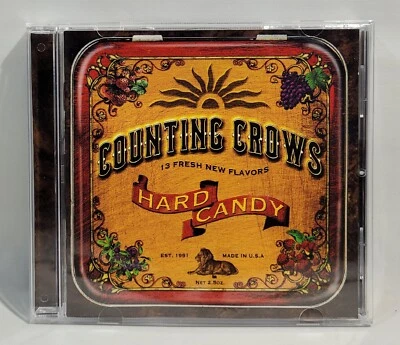 COUNTING CROWS
13 FRESH NEW FLAVORS
HARD CANDY
EST. 1991 MADE IN U.S.A
NET 2.5OZ.